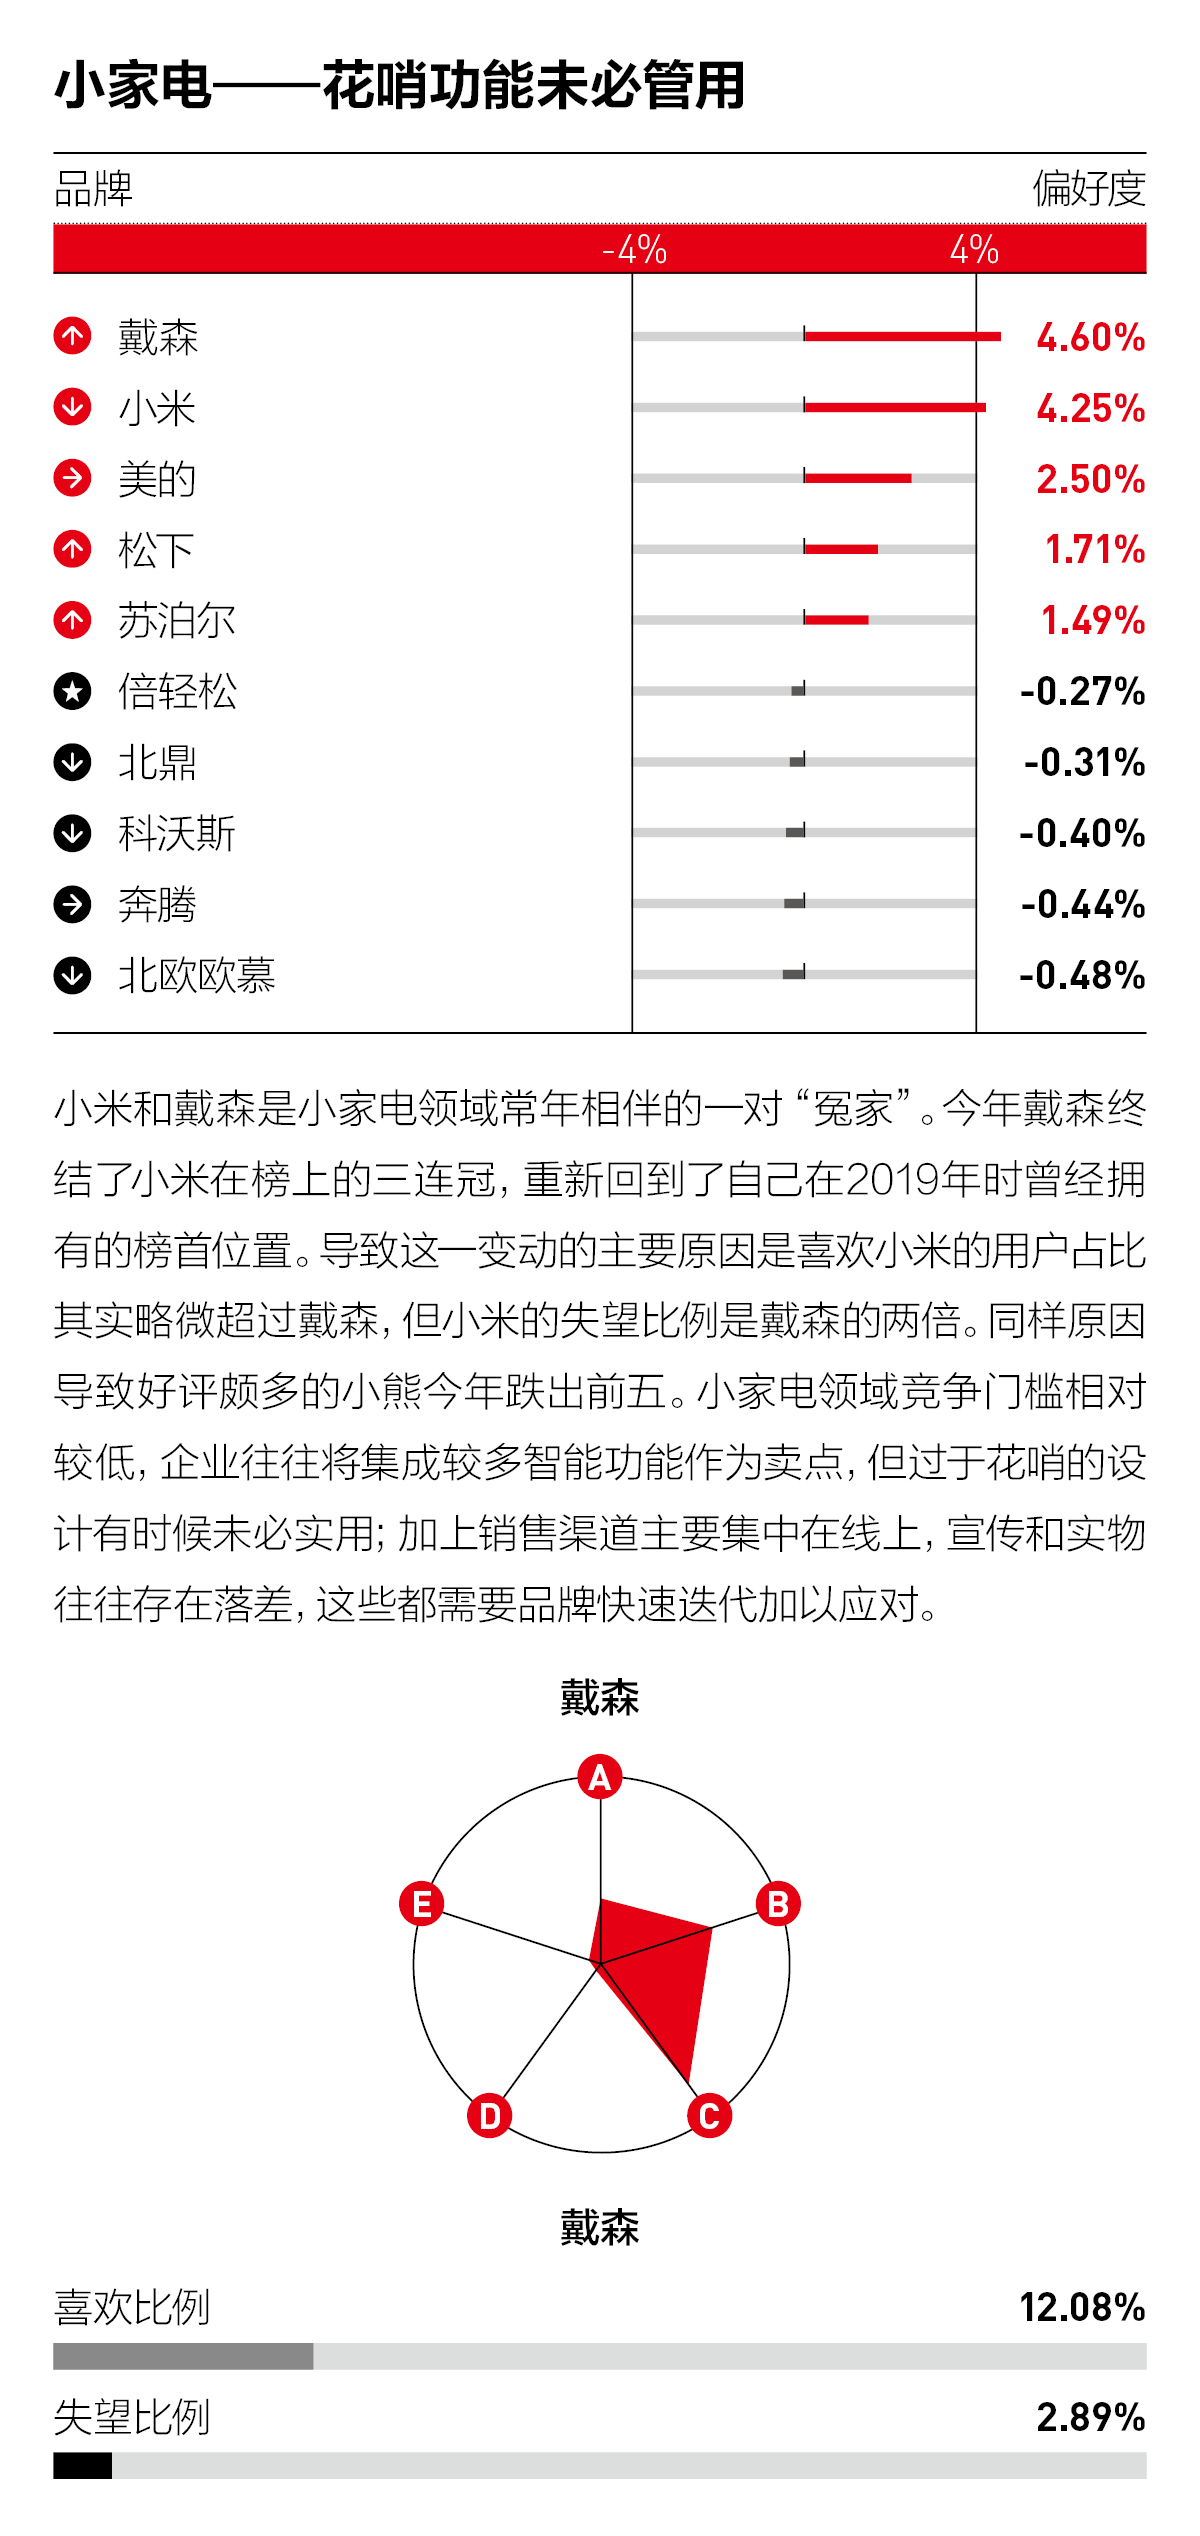 小家电——花哨功能未必管用
品牌 偏好度
-4% 4%
戴森 4.60%
小米 4.25%
美的 2.50%
松下 1.71%
苏泊尔 1.49%
倍轻松 -0.27%
北鼎 -0.31%
科沃斯 -0.40%
奔腾 -0.44%
北欧欧慕 -0.48%
小米和戴森是小家电领域常年相伴的一对“冤家”。今年戴森终
结了小米在榜上的三连冠，重新回到了自己在2019年时曾经拥
有的榜首位置。导致这一变动的主要原因是喜欢小米的用户占比
其实略微超过戴森，但小米的失望比例是戴森的两倍。同样原因
导致好评颇多的小熊今年跌出前五。小家电领域竞争门槛相对
较低，企业往往将集成较多智能功能作为卖点，但过于花哨的设
计有时候未必实用；加上销售渠道主要集中在线上，宣传和实物
往往存在落差，这些都需要品牌快速迭代加以应对。
戴森
A
E B
D C
戴森
喜欢比例 12.08%
失望比例 2.89%